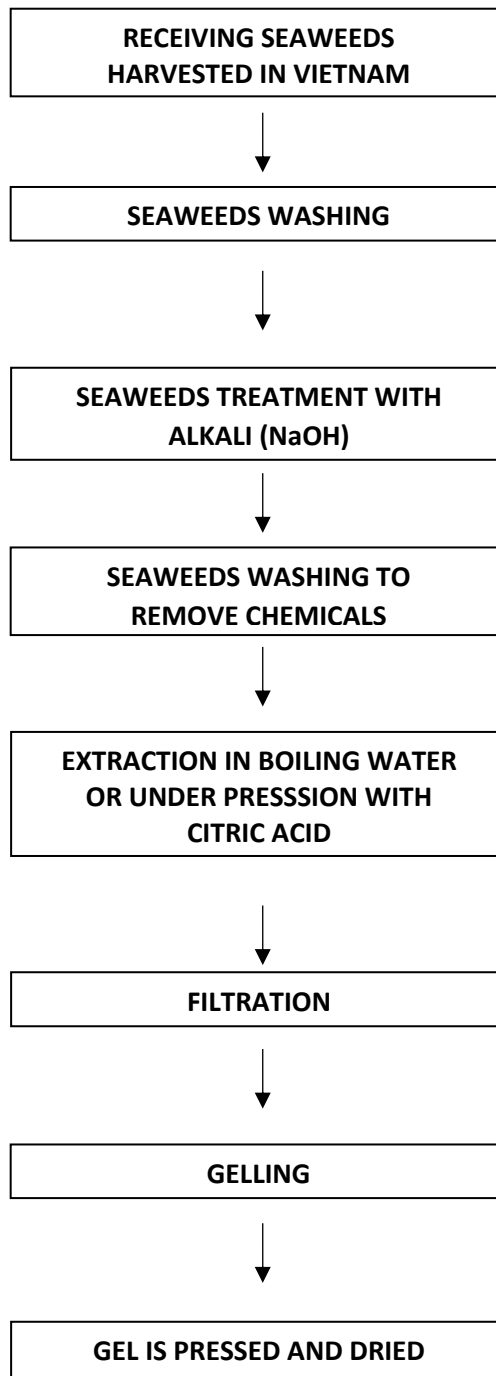 RECEIVING SEAWEEDS
HARVESTED IN VIETNAM
SEAWEEDS WASHING
SEAWEEDS TREATMENT WITH
ALKALI (NaOH)
SEAWEEDS WASHING TO
REMOVE CHEMICALS
EXTRACTION IN BOILING WATER
OR UNDER PRESSSION WITH
CITRIC ACID
FILTRATION
GELLING
GEL IS PRESSED AND DRIED